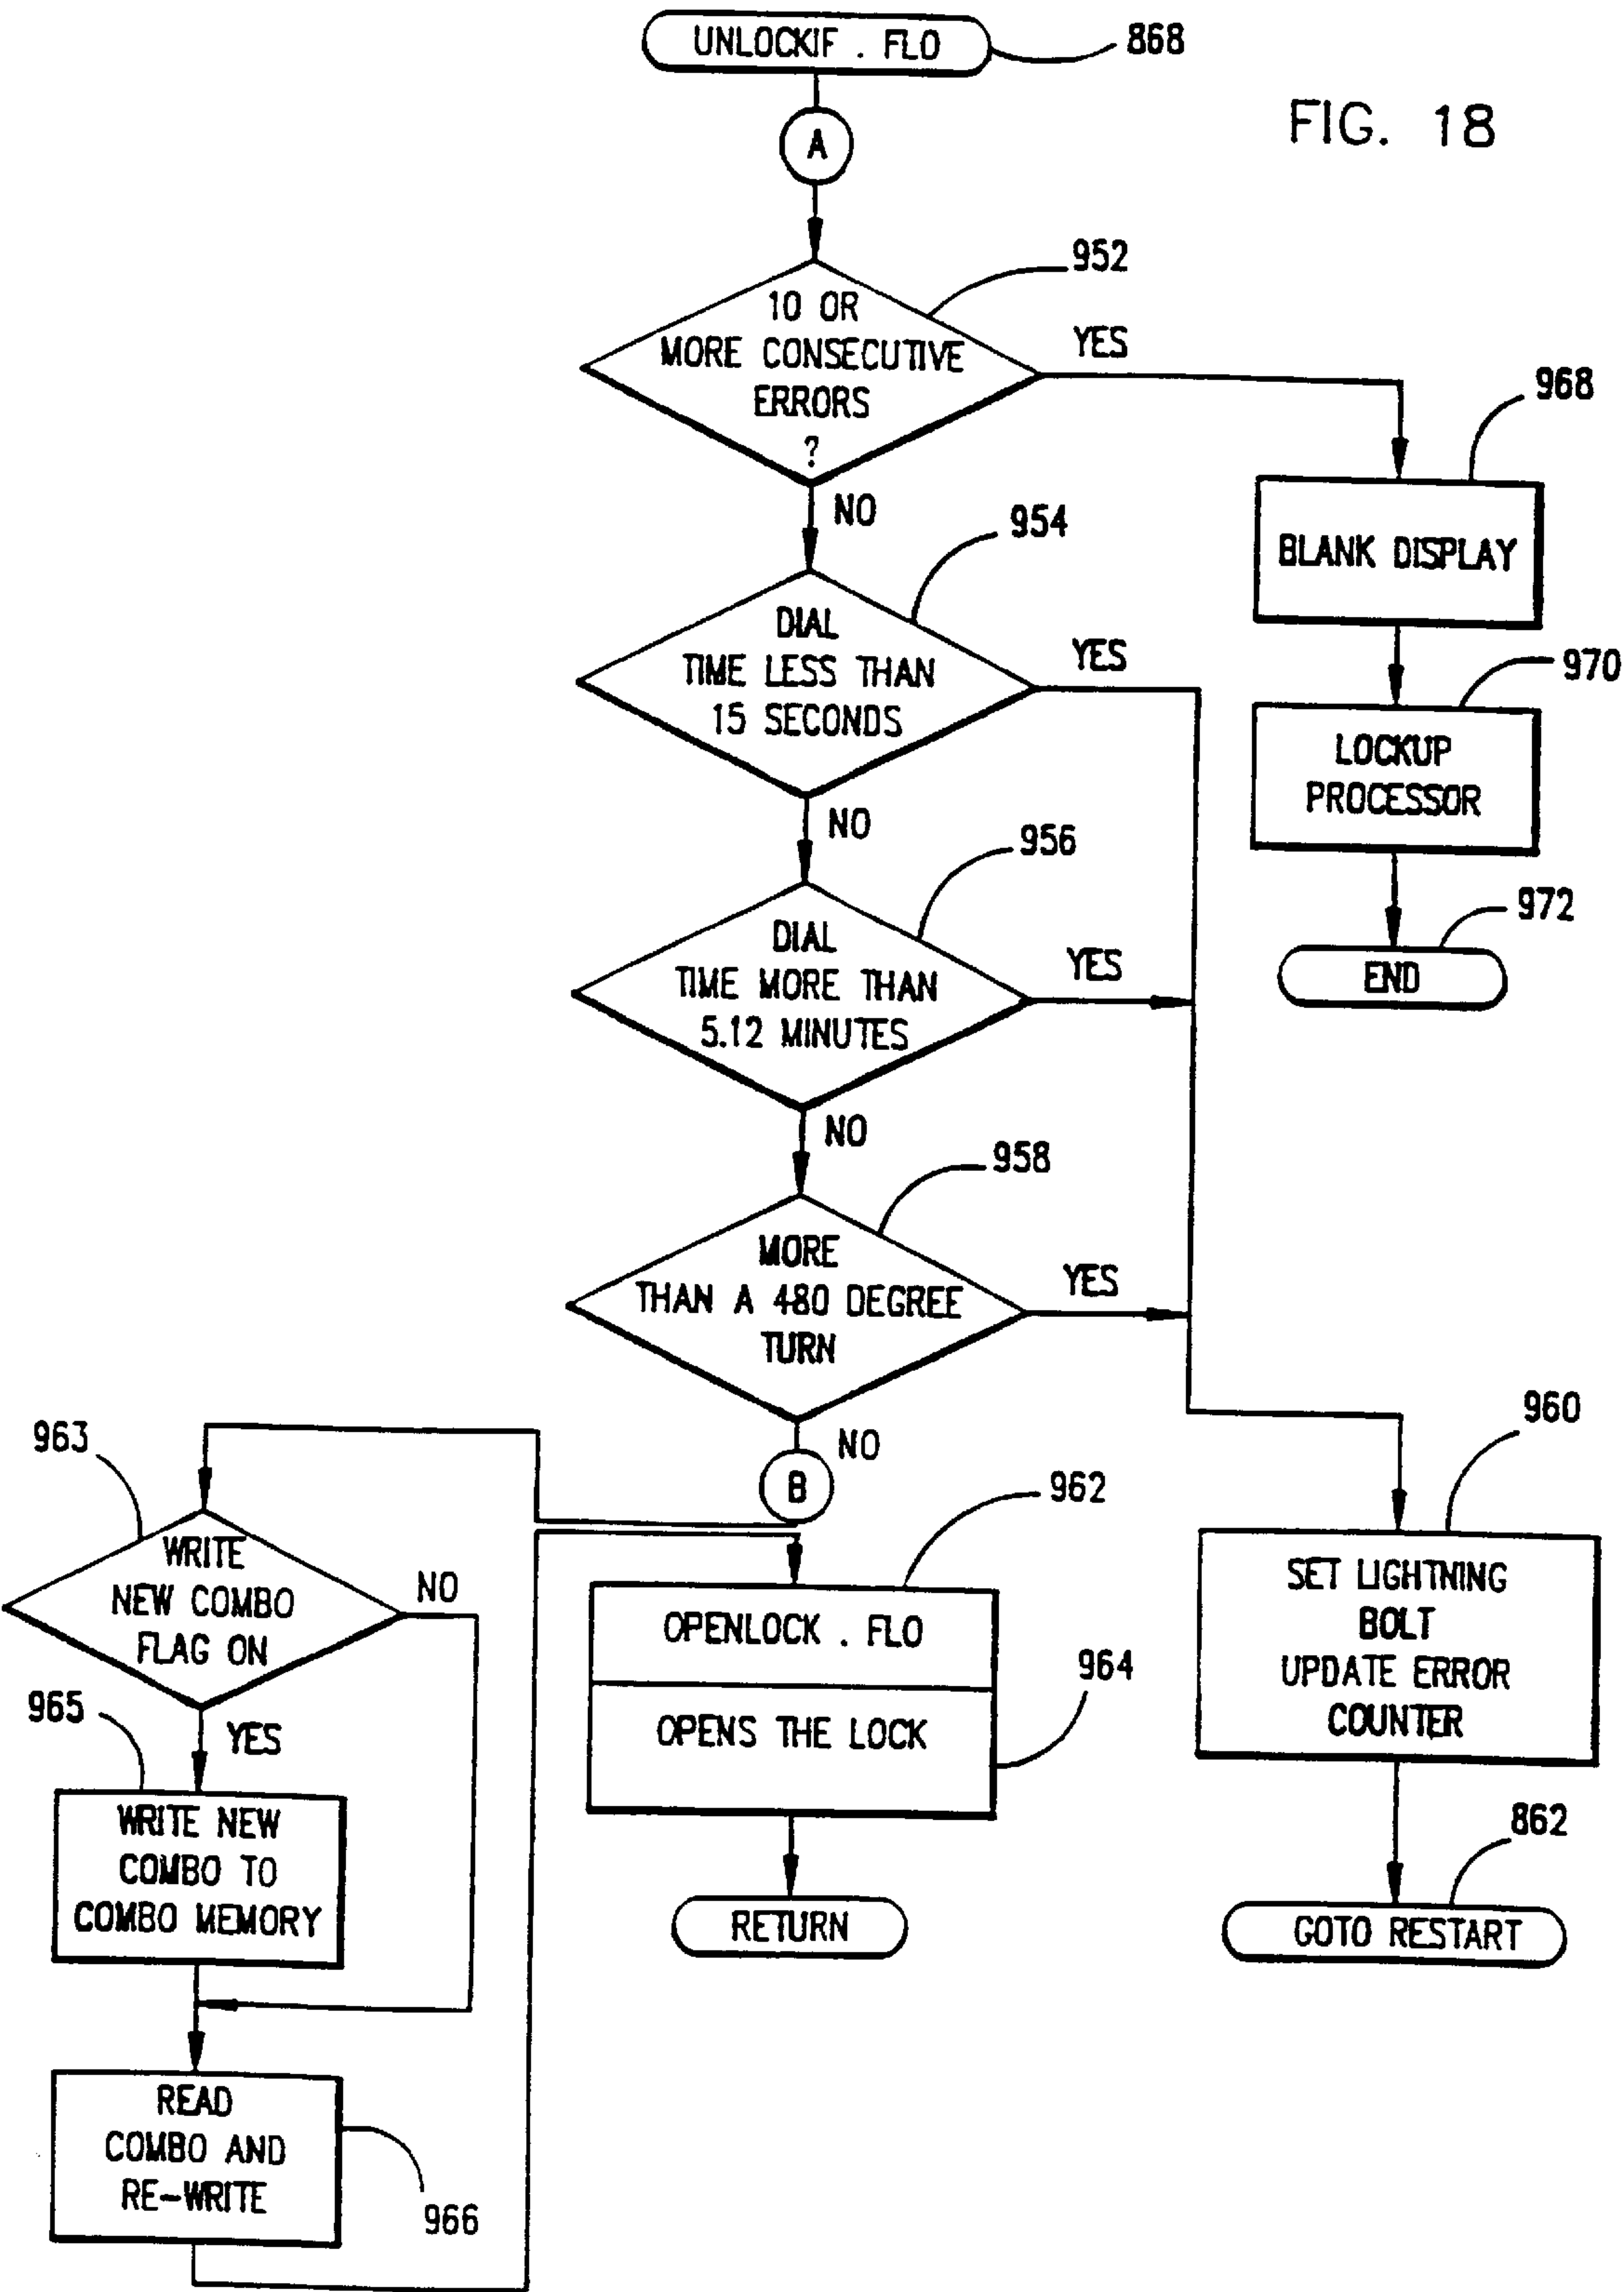 UNLOCKIF . FLO
868
A
FIG. 18
952
10 OR
MORE CONSECUTIVE
ERRORS
?
YES
NO
968
BLANK DISPLAY
954
DIAL
TIME LESS THAN
15 SECONDS
YES
NO
970
LOCKUP
PROCESSOR
972
END
956
DIAL
TIME MORE THAN
5.12 MINUTES
YES
NO
958
MORE
THAN A 480 DEGREE
TURN
YES
NO
B
960
SET LIGHTNING
BOLT
UPDATE ERROR
COUNTER
862
GOTO RESTART
963
WRITE
NEW COMBO
FLAG ON
NO
YES
965
WRITE NEW
COMBO TO
COMBO MEMORY
READ
COMBO AND
RE-WRITE
966
962
OPENLOCK . FLO
964
OPENS THE LOCK
RETURN